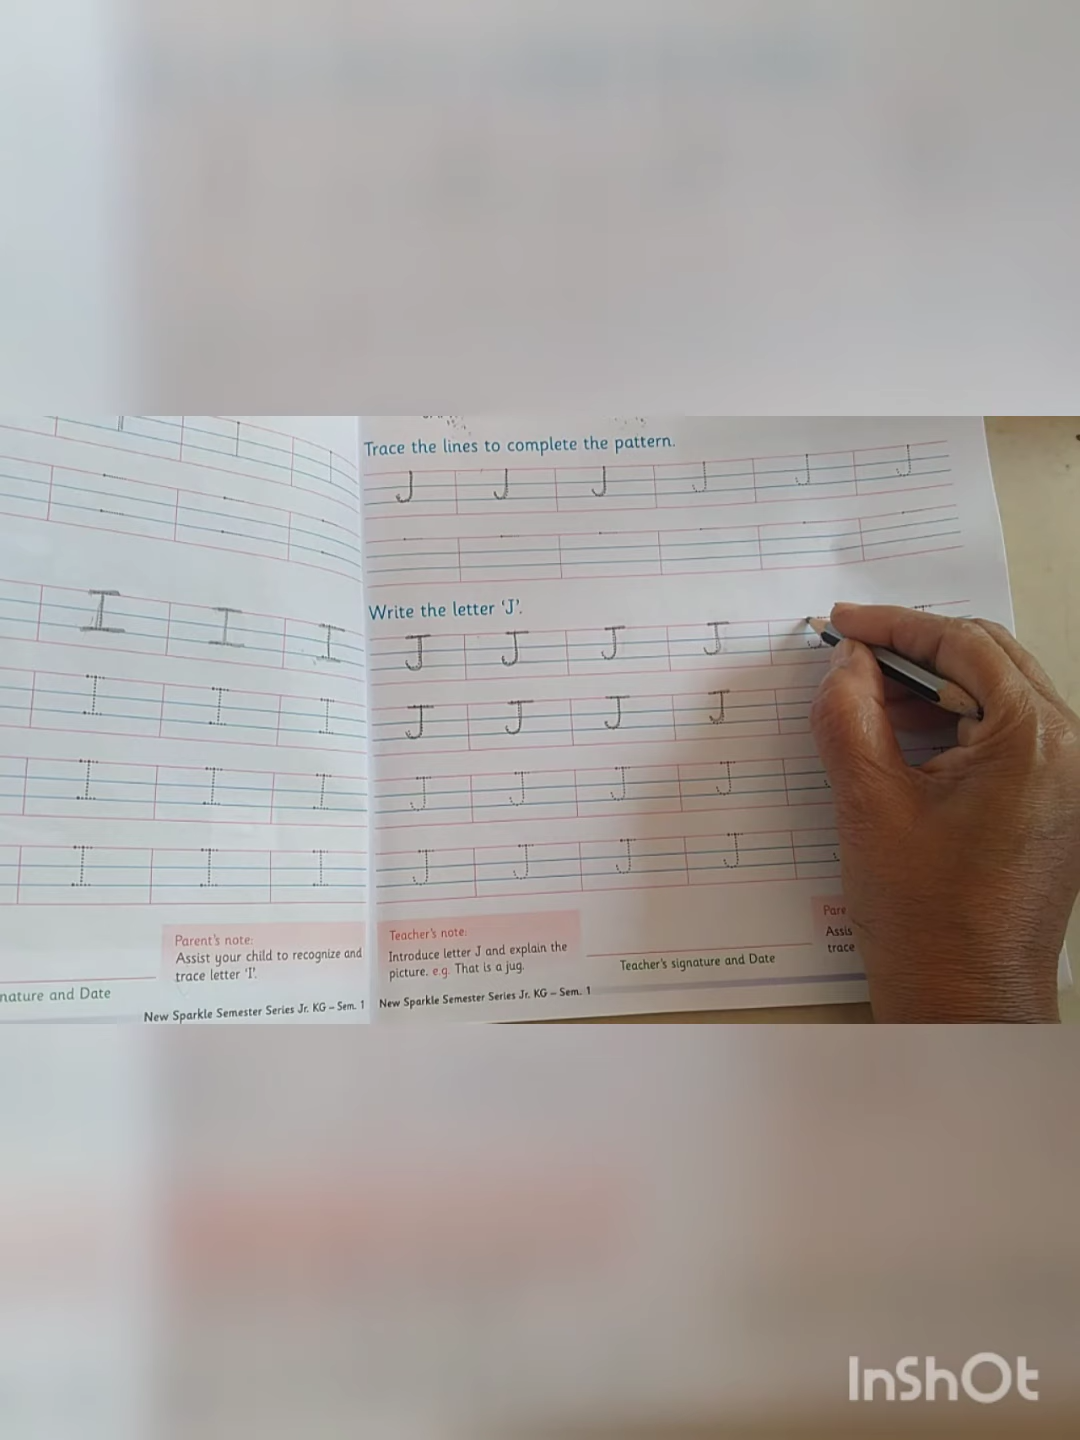 I I I
I I I
I I I
I I I
Parent's note:
Assist your child to recognize and
trace letter 'I'.
nature and Date
New Sparkle Semester Series Jr. KG – Sem. 1
Trace the lines to complete the pattern.
J J J J J J
Write the letter 'J'.
J J J J
J J J J
J J J J
J J J J
Teacher's note:
Introduce letter J and explain the
picture. e.g. That is a jug.
Teacher's signature and Date
Assis
trace
New Sparkle Semester Series Jr. KG – Sem. 1
InShOt